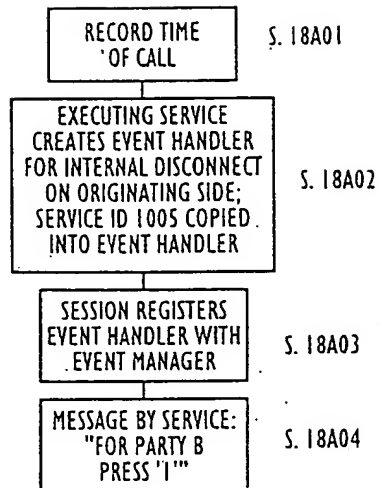 RECORD TIME
OF CALL
S. 18A01
EXECUTING SERVICE
CREATES EVENT HANDLER
FOR INTERNAL DISCONNECT
ON ORIGINATING SIDE;
SERVICE ID 1005 COPIED
INTO EVENT HANDLER
S. 18A02
SESSION REGISTERS
EVENT HANDLER WITH
EVENT MANAGER
S. 18A03
MESSAGE BY SERVICE:
"FOR PARTY B
PRESS '1'"
S. 18A04